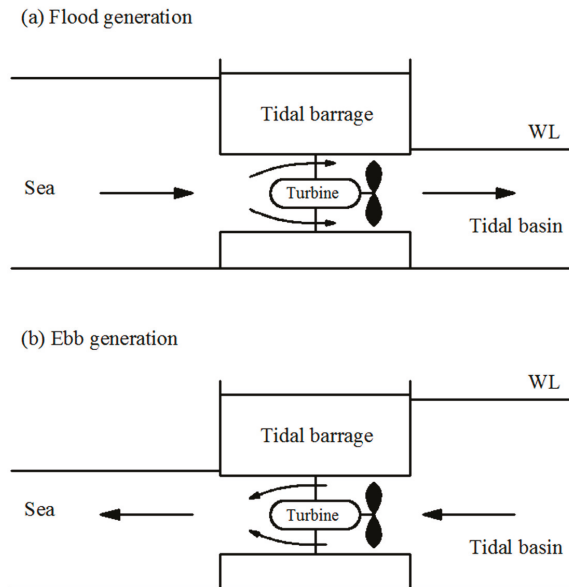 (a) Flood generation
Tidal barrage
WL
Sea
Turbine
Tidal basin
(b) Ebb generation
WL
Tidal barrage
Sea
Turbine
Tidal basin